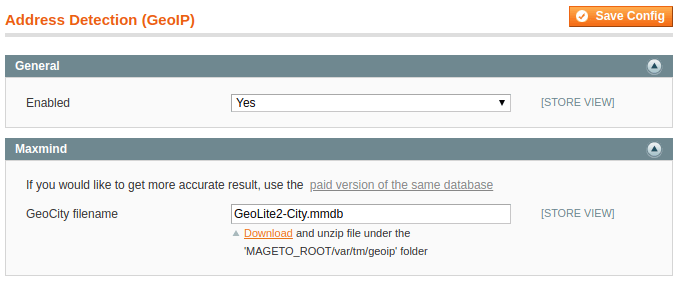 Address Detection (GeoIP)
Save Config
General
Enabled Yes [STORE VIEW]
Maxmind
If you would like to get more accurate result, use the paid version of the same database
GeoCity filename GeoLite2-City.mmdb [STORE VIEW]
Download and unzip file under the
'MAGETO_ROOT/var/tm/geoip' folder